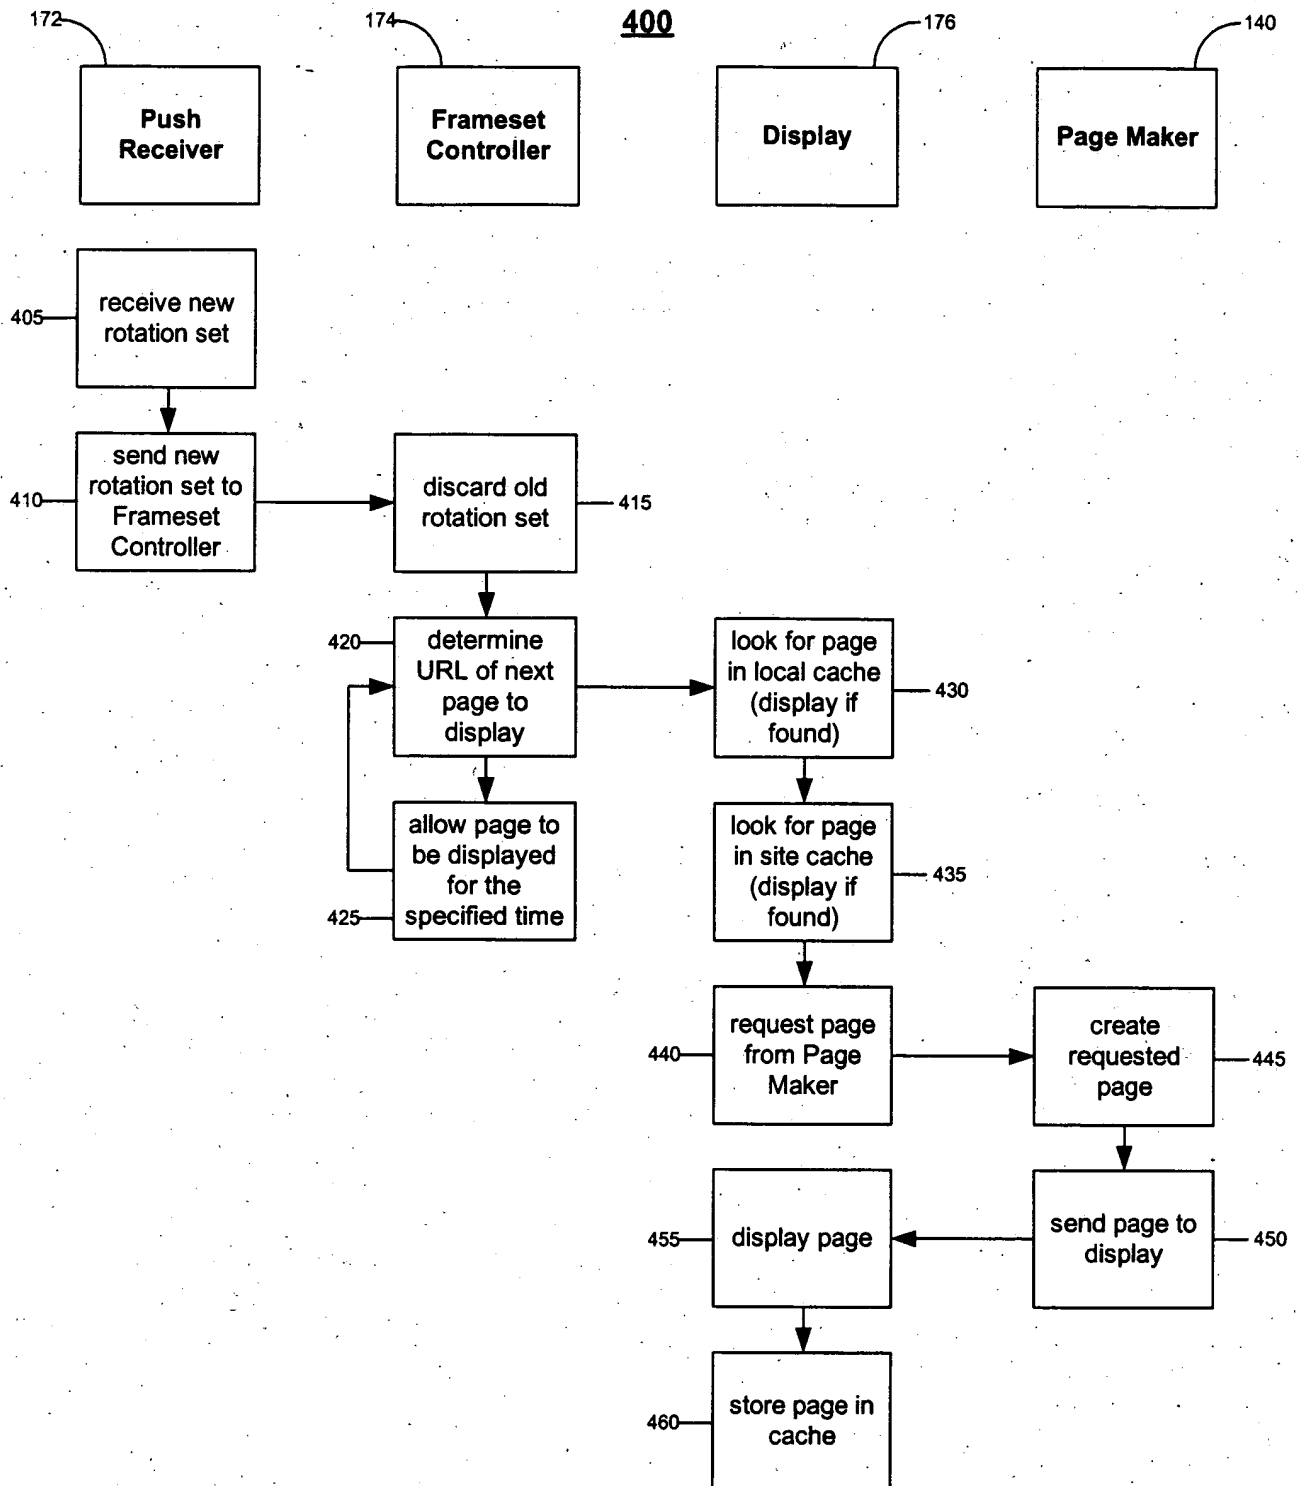 400
172
174
176
140
Push
Receiver
Frameset
Controller
Display
Page Maker
405
receive new
rotation set
410
send new
rotation set to
Frameset
Controller
discard old
rotation set
415
420
determine
URL of next
page to
display
look for page
in local cache
(display if
found)
430
425
allow page to
be displayed
for the
specified time
look for page
in site cache
(display if
found)
435
440
request page
from Page
Maker
create
requested
page
445
455
display page
send page to
display
450
460
store page in
cache